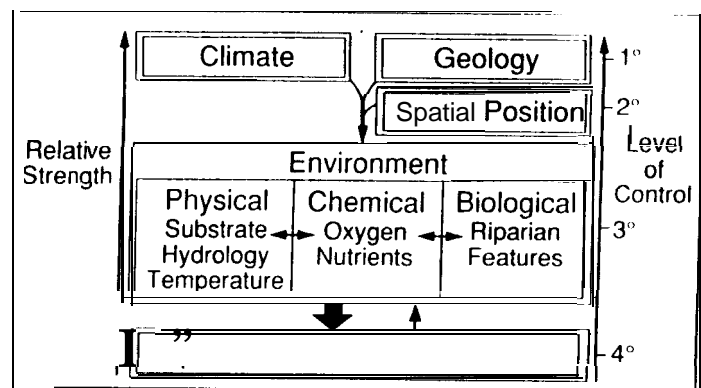 Climate
Geology
1°
Spatial Position
2°
Relative
Strength
Level
of
Control
Environment
Physical
Substrate
Hydrology
Temperature
Chemical
Oxygen
Nutrients
Biological
Riparian
Features
3°
4°